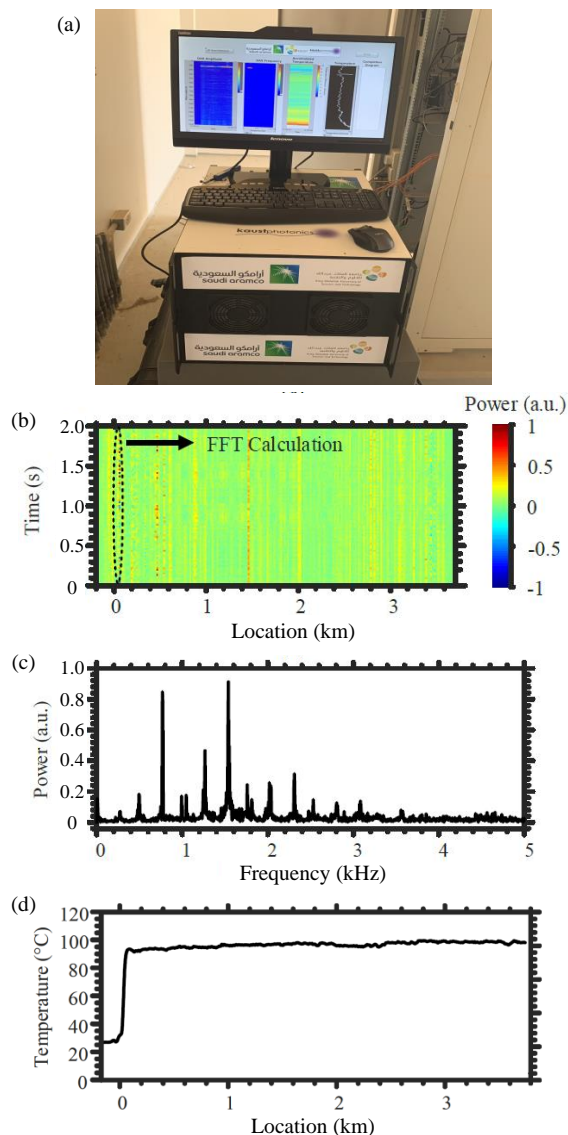 (a)
lenovo
kaustphotonics
أرامكو السعودية
saudi aramco
أرامكو السعودية
saudi aramco
(b)
Power (a.u.)
FFT Calculation
Time (s)
2.0
1.5
1.0
0.5
0
0 1 2 3
Location (km)
1
0.5
0
-0.5
-1
(c)
Power (a.u.)
1.0
0.8
0.6
0.4
0.2
0
0 1 2 3 4 5
Frequency (kHz)
(d)
Temperature (°C)
120
100
80
60
40
20
0
0 1 2 3
Location (km)